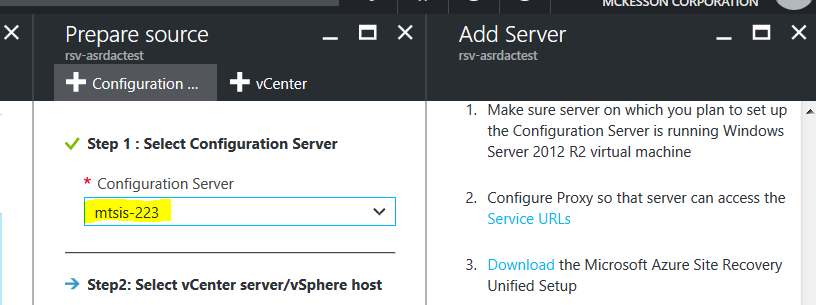 MCKESSON CORPORATION
Prepare source
rsv-asrdactest
Configuration ...
vCenter
Step 1 : Select Configuration Server
* Configuration Server
mtsis-223
Step2: Select vCenter server/vSphere host
Add Server
rsv-asrdactest
1. Make sure server on which you plan to set up
the Configuration Server is running Windows
Server 2012 R2 virtual machine
2. Configure Proxy so that server can access the
Service URLs
3. Download the Microsoft Azure Site Recovery
Unified Setup